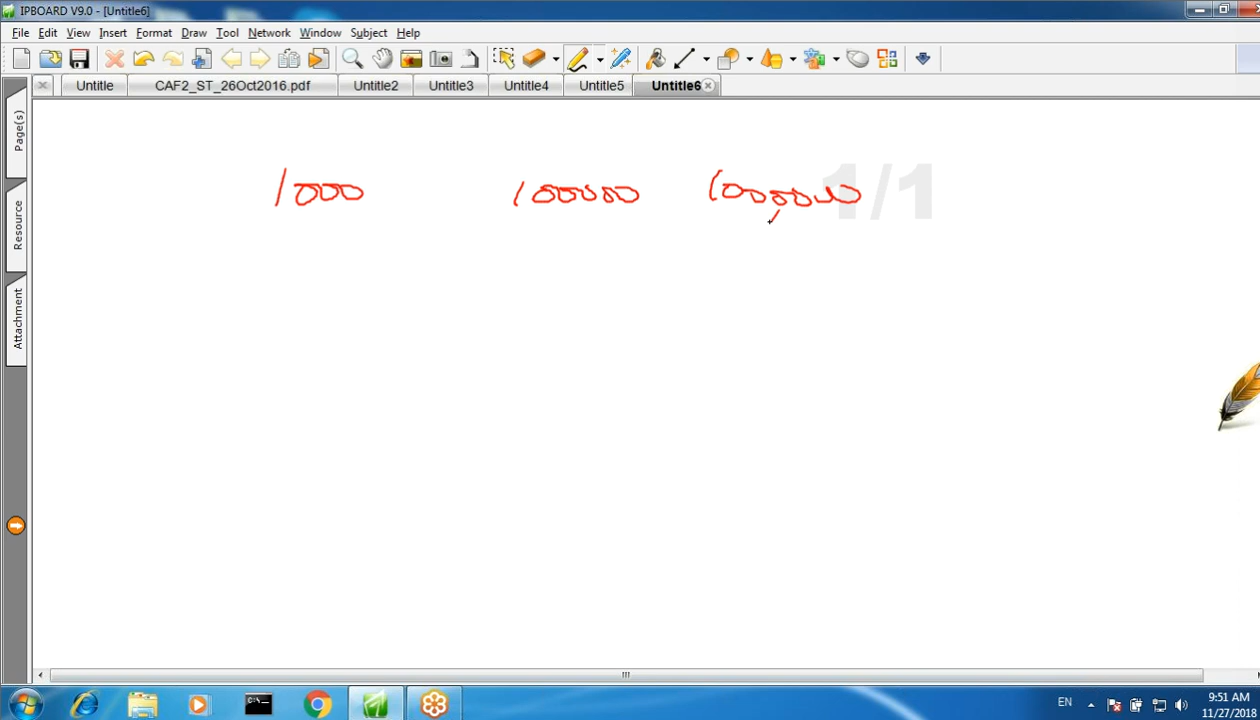 IPBOARD V9.0 - [Untitle6]
File Edit View Insert Format Draw Tool Network Window Subject Help
Untitle CAF2_ST_26Oct2016.pdf Untitle2 Untitle3 Untitle4 Untitle5 Untitle6
Page(s)
Resource
Attachment
1/1
1000 100000
EN 9:51 AM
11/27/2018